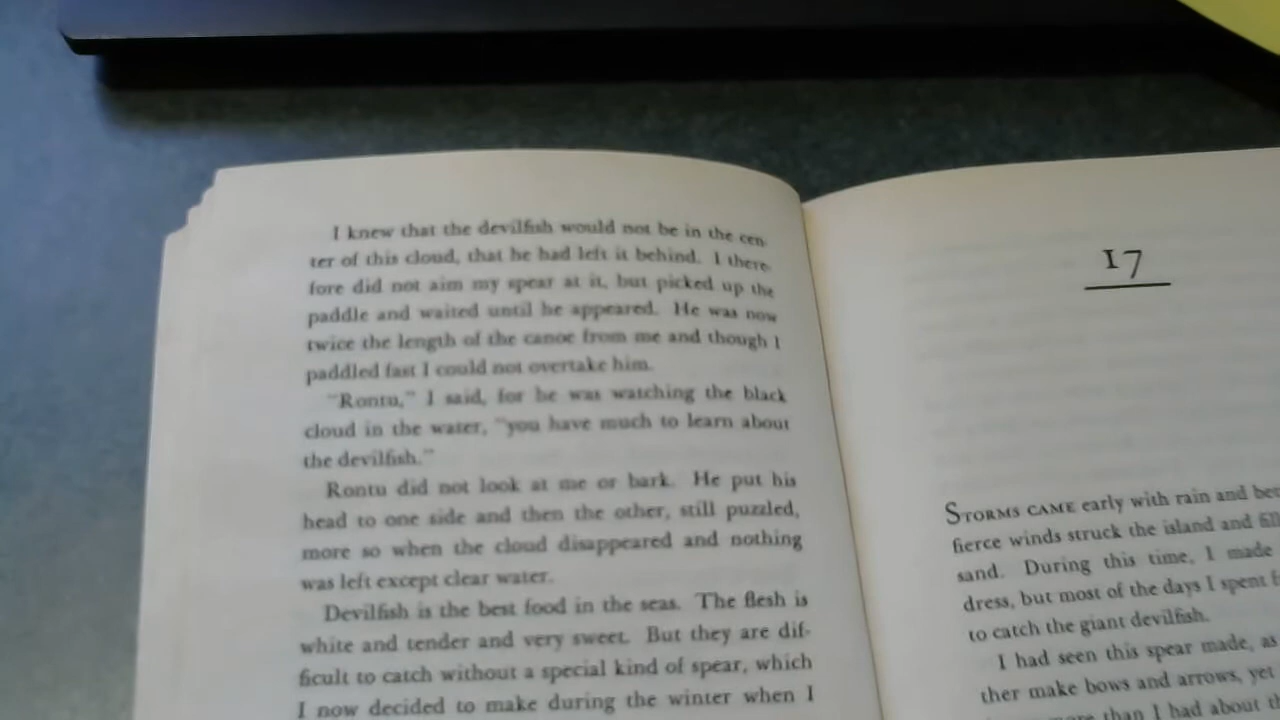 I knew that the devilfish would not be in the cen-
ter of this cloud, that he had left it behind. I there-
fore did not aim my spear at it, but picked up the
paddle and waited until he appeared. He was now
twice the length of the canoe from me and though I
paddled fast I could not overtake him.
"Rontu," I said, for he was watching the black
cloud in the water, "you have much to learn about
the devilfish."
Rontu did not look at me or bark. He put his
head to one side and then the other, still puzzled,
more so when the cloud disappeared and nothing
was left except clear water.
Devilfish is the best food in the seas. The flesh is
white and tender and very sweet. But they are dif-
ficult to catch without a special kind of spear, which
I now decided to make during the winter when I
17
STORMS CAME early with rain and
fierce winds struck the island and
sand. During this time, I made
dress, but most of the days I spent
to catch the giant devilfish.
I had seen this spear made, as
ther make bows and arrows, yet
more than I had about